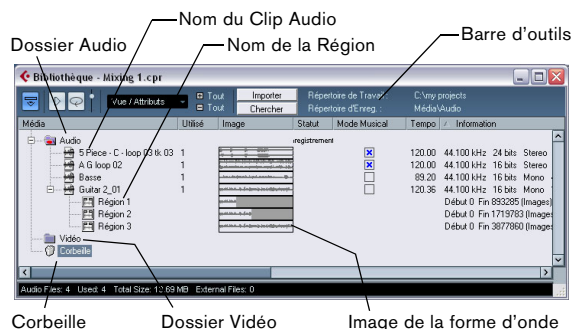 Nom du Clip Audio
Dossier Audio
Nom de la Région
Barre d'outils
Bibliothèque - Mixing 1.cpr
Vue / Attributs
Tout
Tout
Importer
Chercher
Répertoire de Travail: C:\my projects
Répertoire d'Enreg. : Média\Audio
Média Utilisé Image Statut Mode Musical Tempo Information
Audio registrement
5 Piece - C - loop 03 tk 03 1 120.00 44.100 kHz 24 bits Stereo
A G loop 02 1 120.00 44.100 kHz 16 bits Stereo
Basse 1 89.20 44.100 kHz 16 bits Mono
Guitar 2_01 1 120.36 44.100 kHz 16 bits Mono
Région 1 Début 0 Fin 893285 (Images)
Région 2 Début 0 Fin 1719783 (Image
Région 3 Début 0 Fin 3877860 (Image
Vidéo
Corbeille
Audio Files: 4 Used: 4 Total Size: 10.69 MB External Files: 0
Corbeille
Dossier Vidéo
Image de la forme d'onde